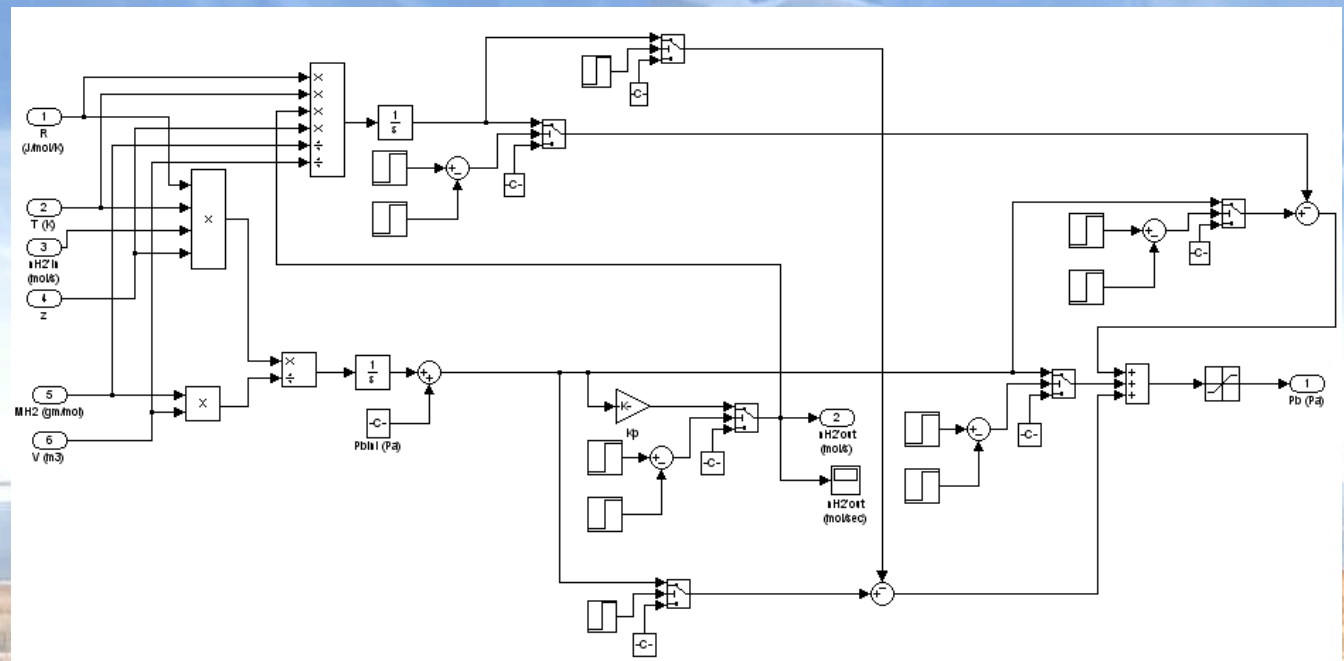 1
R
(J/mol/K)
2
T (K)
3
nH2'in
(mol/s)
4
z
5
MH2 (gm/mol)
6
V (m3)
×
×
×
×
÷
÷
×
×
÷
×
1
s
1
s
-C-
-C-
-C-
PbIni (Pa)
K-
Kp
-C-
2
nH2'out
(mol/s)
nH2'out
(mol/sec)
-C-
-C-
-C-
+
+
+
1
Pb (Pa)